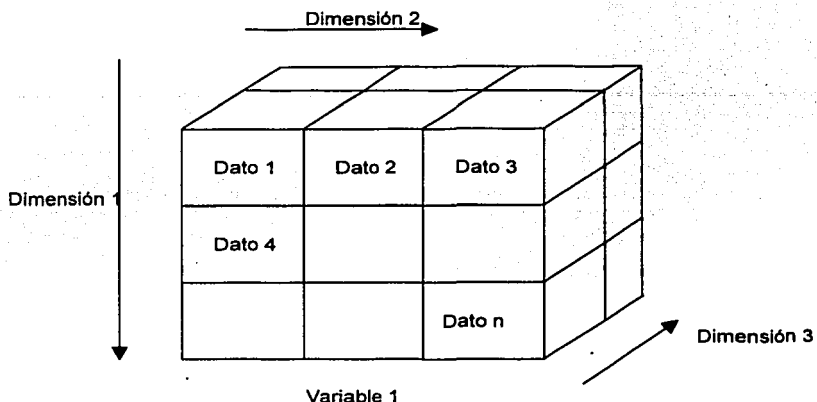 Dimensión 2
Dato 1
Dato 2
Dato 3
Dimensión 1
Dato 4
Dato n
Dimensión 3
Variable 1